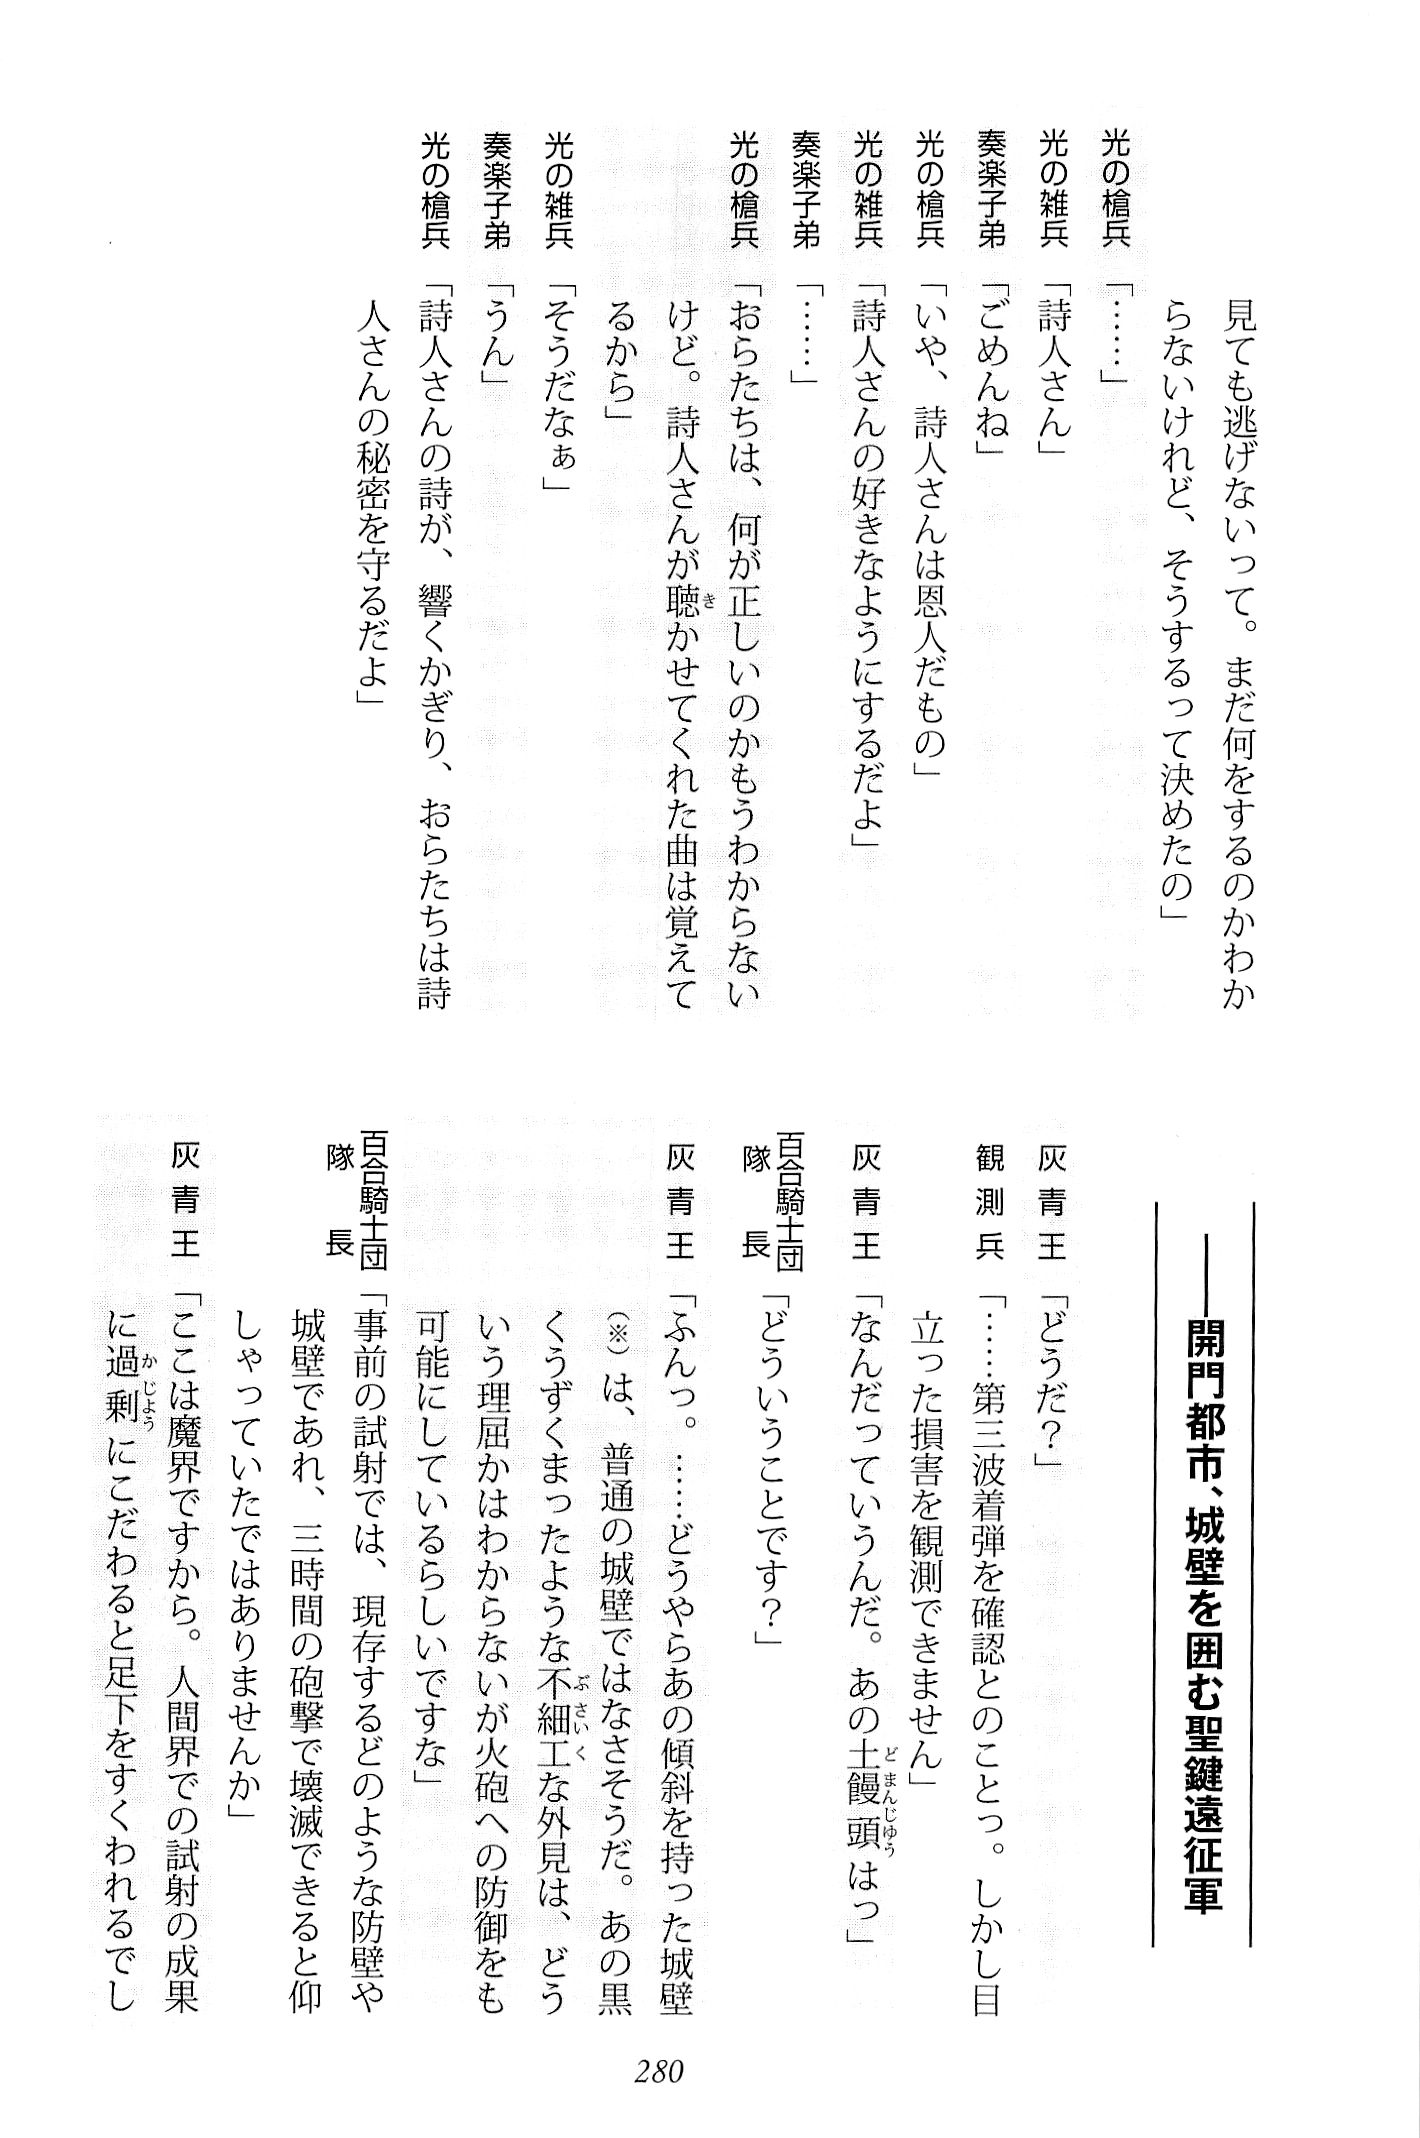 見ても逃げないって。まだ何をするのかわか
らないけれど、そうするって決めたの」
光の槍兵「……」
光の雑兵「詩人さん」
奏楽子弟「ごめんね」
光の槍兵「いや、詩人さんは恩人だもの」
光の雑兵「詩人さんの好きなようにするだよ」
奏楽子弟「……」
光の槍兵「おらたちは、何が正しいのかもうわからない
けど。詩人さんが聴かせてくれた曲は覚えて
るから」
光の雑兵「そうだなぁ」
奏楽子弟「うん」
光の槍兵「詩人さんの詩が、響くかぎり、おらたちは詩
人さんの秘密を守るだよ」
――開門都市、城壁を囲む聖鍵遠征軍
灰青王「どうだ？」
観測兵「……第三波着弾を確認とのことっ。しかし目
立った損害を観測できません」
灰青王「なんだっていうんだ。あの土饅頭はっ」
百合騎士団隊長「どういうことです？」
灰青王「ふんっ。……どうやらあの傾斜を持った城壁
（※）は、普通の城壁ではなさそうだ。あの黒
くうずくまったような不細工な外見は、どう
いう理屈かはわからないが火砲への防御をも
可能にしているらしいですな」
百合騎士団隊長「事前の試射では、現存するどのような防壁や
城壁であれ、三時間の砲撃で壊滅できると仰
しゃっていたではありませんか」
灰青王「ここは魔界ですから。人間界での試射の成果
に過剰にこだわると足下をすくわれるでし
280